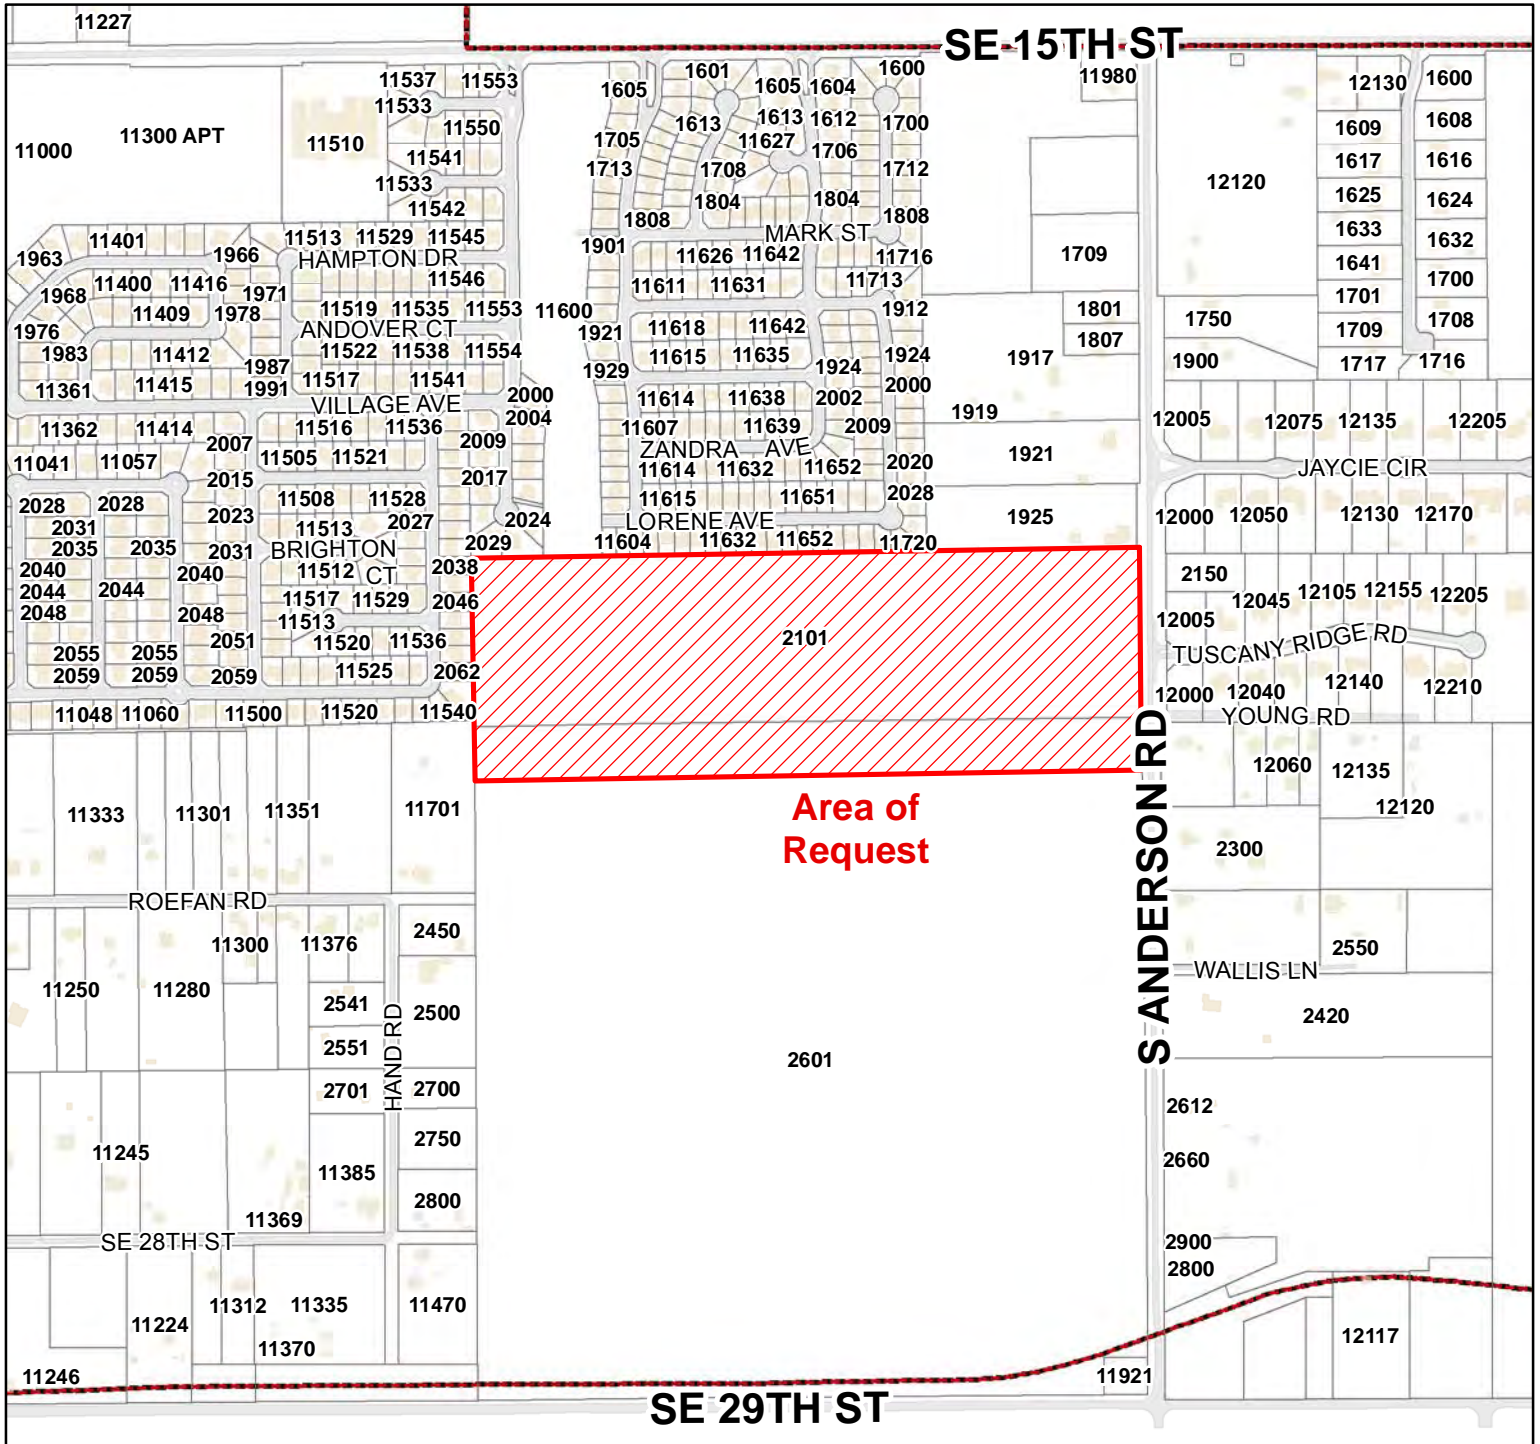 11227
SE 15TH ST
11537 11553 1605 1601 1605 1604 1600 11980 12130 1600
11533
11000 11300 APT 11510 11550 1705 1613 1613 1612 1700 1609 1608
11627
11541 1713 1708 1706 1712 12120 1617 1616
11533
11542 1808 1804 1804 1808 1625 1624
11401 11513 11529 11545 1901 MARK ST 1633 1632
1963 1966 HAMPTON DR 11626 11642 11716 1709 1641
11400 11416 1971 11546 11611 11631 11713 1701 1700
1968 11409 1978 11519 11535 11553 11600 1912 1801
1976 ANDOVER CT 1921 11618 11642 1807 1750 1709 1708
1983 11412 1987 11522 11538 11554 11615 11635 1924 1924 1917 1900 1717 1716
11361 11415 1991 11517 11541 1929 2000
2000
VILLAGE AVE 11614 11638 2002
2004
11362 11414 2007 11516 11536 2009 11607 11639 2009 1919 12005 12075 12135 12205
ZANDRA AVE
11041 11057 11505 11521 2017 11614 11632 11652 2020 1921 JAYCIE CIR
2015
2028 2028 11508 11528 11615 11651 2028
2031 2023 11513 2027 2024 LORENE AVE 1925 12000 12050 12130 12170
2035 2035 2031 BRIGHTON CT 2029 11604 11632 11652 11720
2040 2040 11512 2038
2044 2044 11517 11529 2046 2150
2048 2048 11513 12005 12045 12105 12155 12205
2051 11520 11536 2101 TUSCANY RIDGE RD
2055 2055
2059 2059 2059 11525 2062 12000 12040 12140 12210
11048 11060 11500 11520 11540 YOUNG RD
12060 12135
11333 11301 11351 11701 Area of
Request
12120
2300
S ANDERSON RD
ROEFAN RD
11300 11376 2450 2550
WALLIS LN
11250 11280 2541 2500 2420
2551
HAND RD
2601
2701 2700 2612
11245 2750
11385 2660
2800
11369
SE 28TH ST 2900
2800
11312 11335 11470
11224 12117
11370
11246 11921
SE 29TH ST